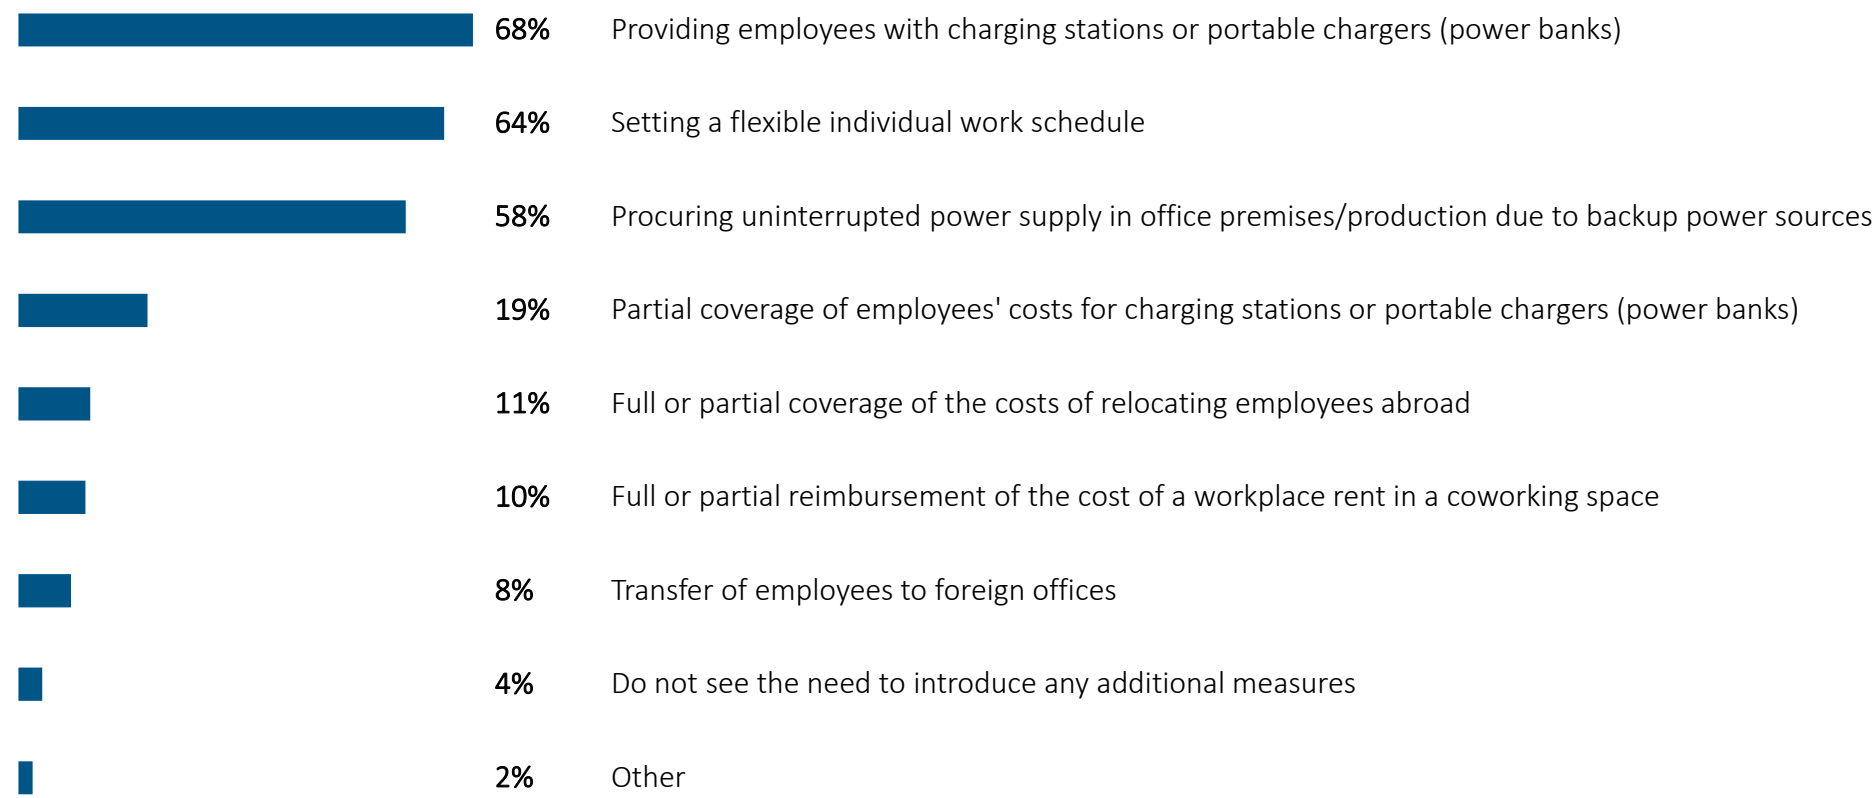 68% Providing employees with charging stations or portable chargers (power banks)
64% Setting a flexible individual work schedule
58% Procuring uninterrupted power supply in office premises/production due to backup power sources
19% Partial coverage of employees' costs for charging stations or portable chargers (power banks)
11% Full or partial coverage of the costs of relocating employees abroad
10% Full or partial reimbursement of the cost of a workplace rent in a coworking space
8% Transfer of employees to foreign offices
4% Do not see the need to introduce any additional measures
2% Other